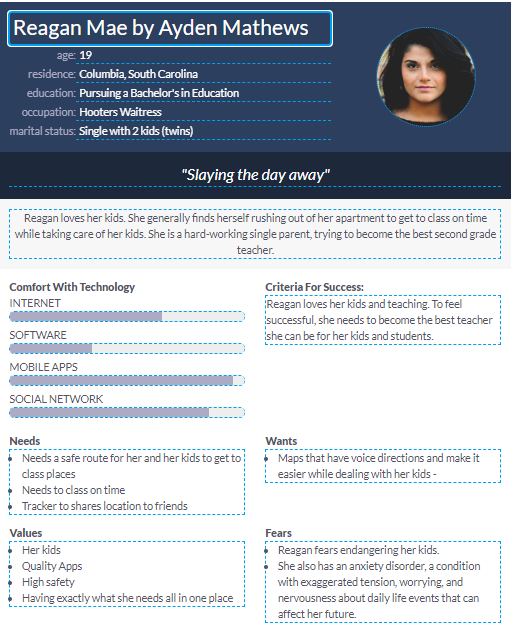 Reagan Mae by Ayden Mathews
age: 19
residence: Columbia, South Carolina
education: Pursuing a Bachelor's in Education
occupation: Hooters Waitress
marital status: Single with 2 kids (twins)
"Slaying the day away"
Reagan loves her kids. She generally finds herself rushing out of her apartment to get to class on time
while taking care of her kids. She is a hard-working single parent, trying to become the best second grade
teacher.
Comfort With Technology
INTERNET
SOFTWARE
MOBILE APPS
SOCIAL NETWORK
Criteria For Success:
Reagan loves her kids and teaching. To feel
successful, she needs to become the best teacher
she can be for her kids and students.
Needs
Needs a safe route for her and her kids to get to
class places
Needs to class on time
Tracker to shares location to friends
Wants
Maps that have voice directions and make it
easier while dealing with her kids -
Values
Her kids
Quality Apps
High safety
Having exactly what she needs all in one place
Fears
Reagan fears endangering her kids.
She also has an anxiety disorder, a condition
with exaggerated tension, worrying, and
nervousness about daily life events that can
affect her future.